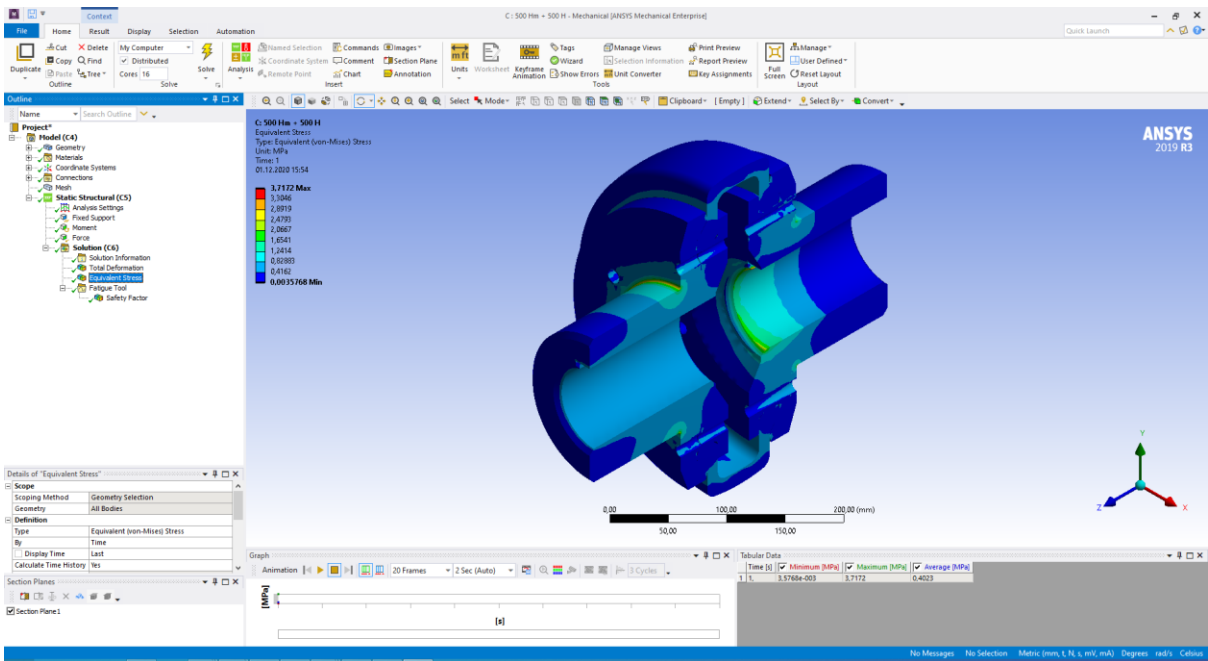 Context
C : 500 Hm + 500 H - Mechanical [ANSYS Mechanical Enterprise]
File Home Result Display Selection Automation
Quick Launch
Duplicate
Cut
Copy
Paste
Delete
Find
Tree
Outline
My Computer
Distributed
Cores 16
Solve
Solve
Analysis
Named Selection
Coordinate System
Remote Point
Commands
Comment
Chart
Images
Section Plane
Annotation
Insert
Units
Worksheet
Keyframe
Animation
Tags
Wizard
Show Errors
Manage Views
Selection Information
Unit Converter
Print Preview
Report Preview
Key Assignments
Tools
Full
Screen
Manage
User Defined
Reset Layout
Layout
Outline
Name Search Outline
Select Mode
Clipboard [ Empty ] Extend Select By Convert
Project*
Model (C4)
Geometry
Materials
Coordinate Systems
Connections
Mesh
Static Structural (C5)
Analysis Settings
Fixed Support
Moment
Force
Solution (C6)
Solution Information
Total Deformation
Equivalent Stress
Fatigue Tool
Safety Factor
C: 500 Hm + 500 H
Equivalent Stress
Type: Equivalent (von-Mises) Stress
Unit: MPa
Time: 1
01.12.2020 15:54
3,7172 Max
3,3046
2,8919
2,4793
2,0667
1,6541
1,2414
0,82883
0,4162
0,0035768 Min
ANSYS
2019 R3
Y
Z
X
0,00 100,00 200,00 (mm)
50,00 150,00
Details of "Equivalent Stress"
Scope
Scoping Method Geometry Selection
Geometry All Bodies
Definition
Type Equivalent (von-Mises) Stress
By Time
Display Time Last
Calculate Time History Yes
Section Planes
Section Plane 1
Graph
Animation 20 Frames 2 Sec (Auto) 3 Cycles
[MPa]
[s]
Tabular Data
Time [s] Minimum [MPa] Maximum [MPa] Average [MPa]
1 1, 3,5768e-003 3,7172 0,4023
No Messages No Selection Metric (mm, t, N, s, mV, mA) Degrees rad/s Celsius